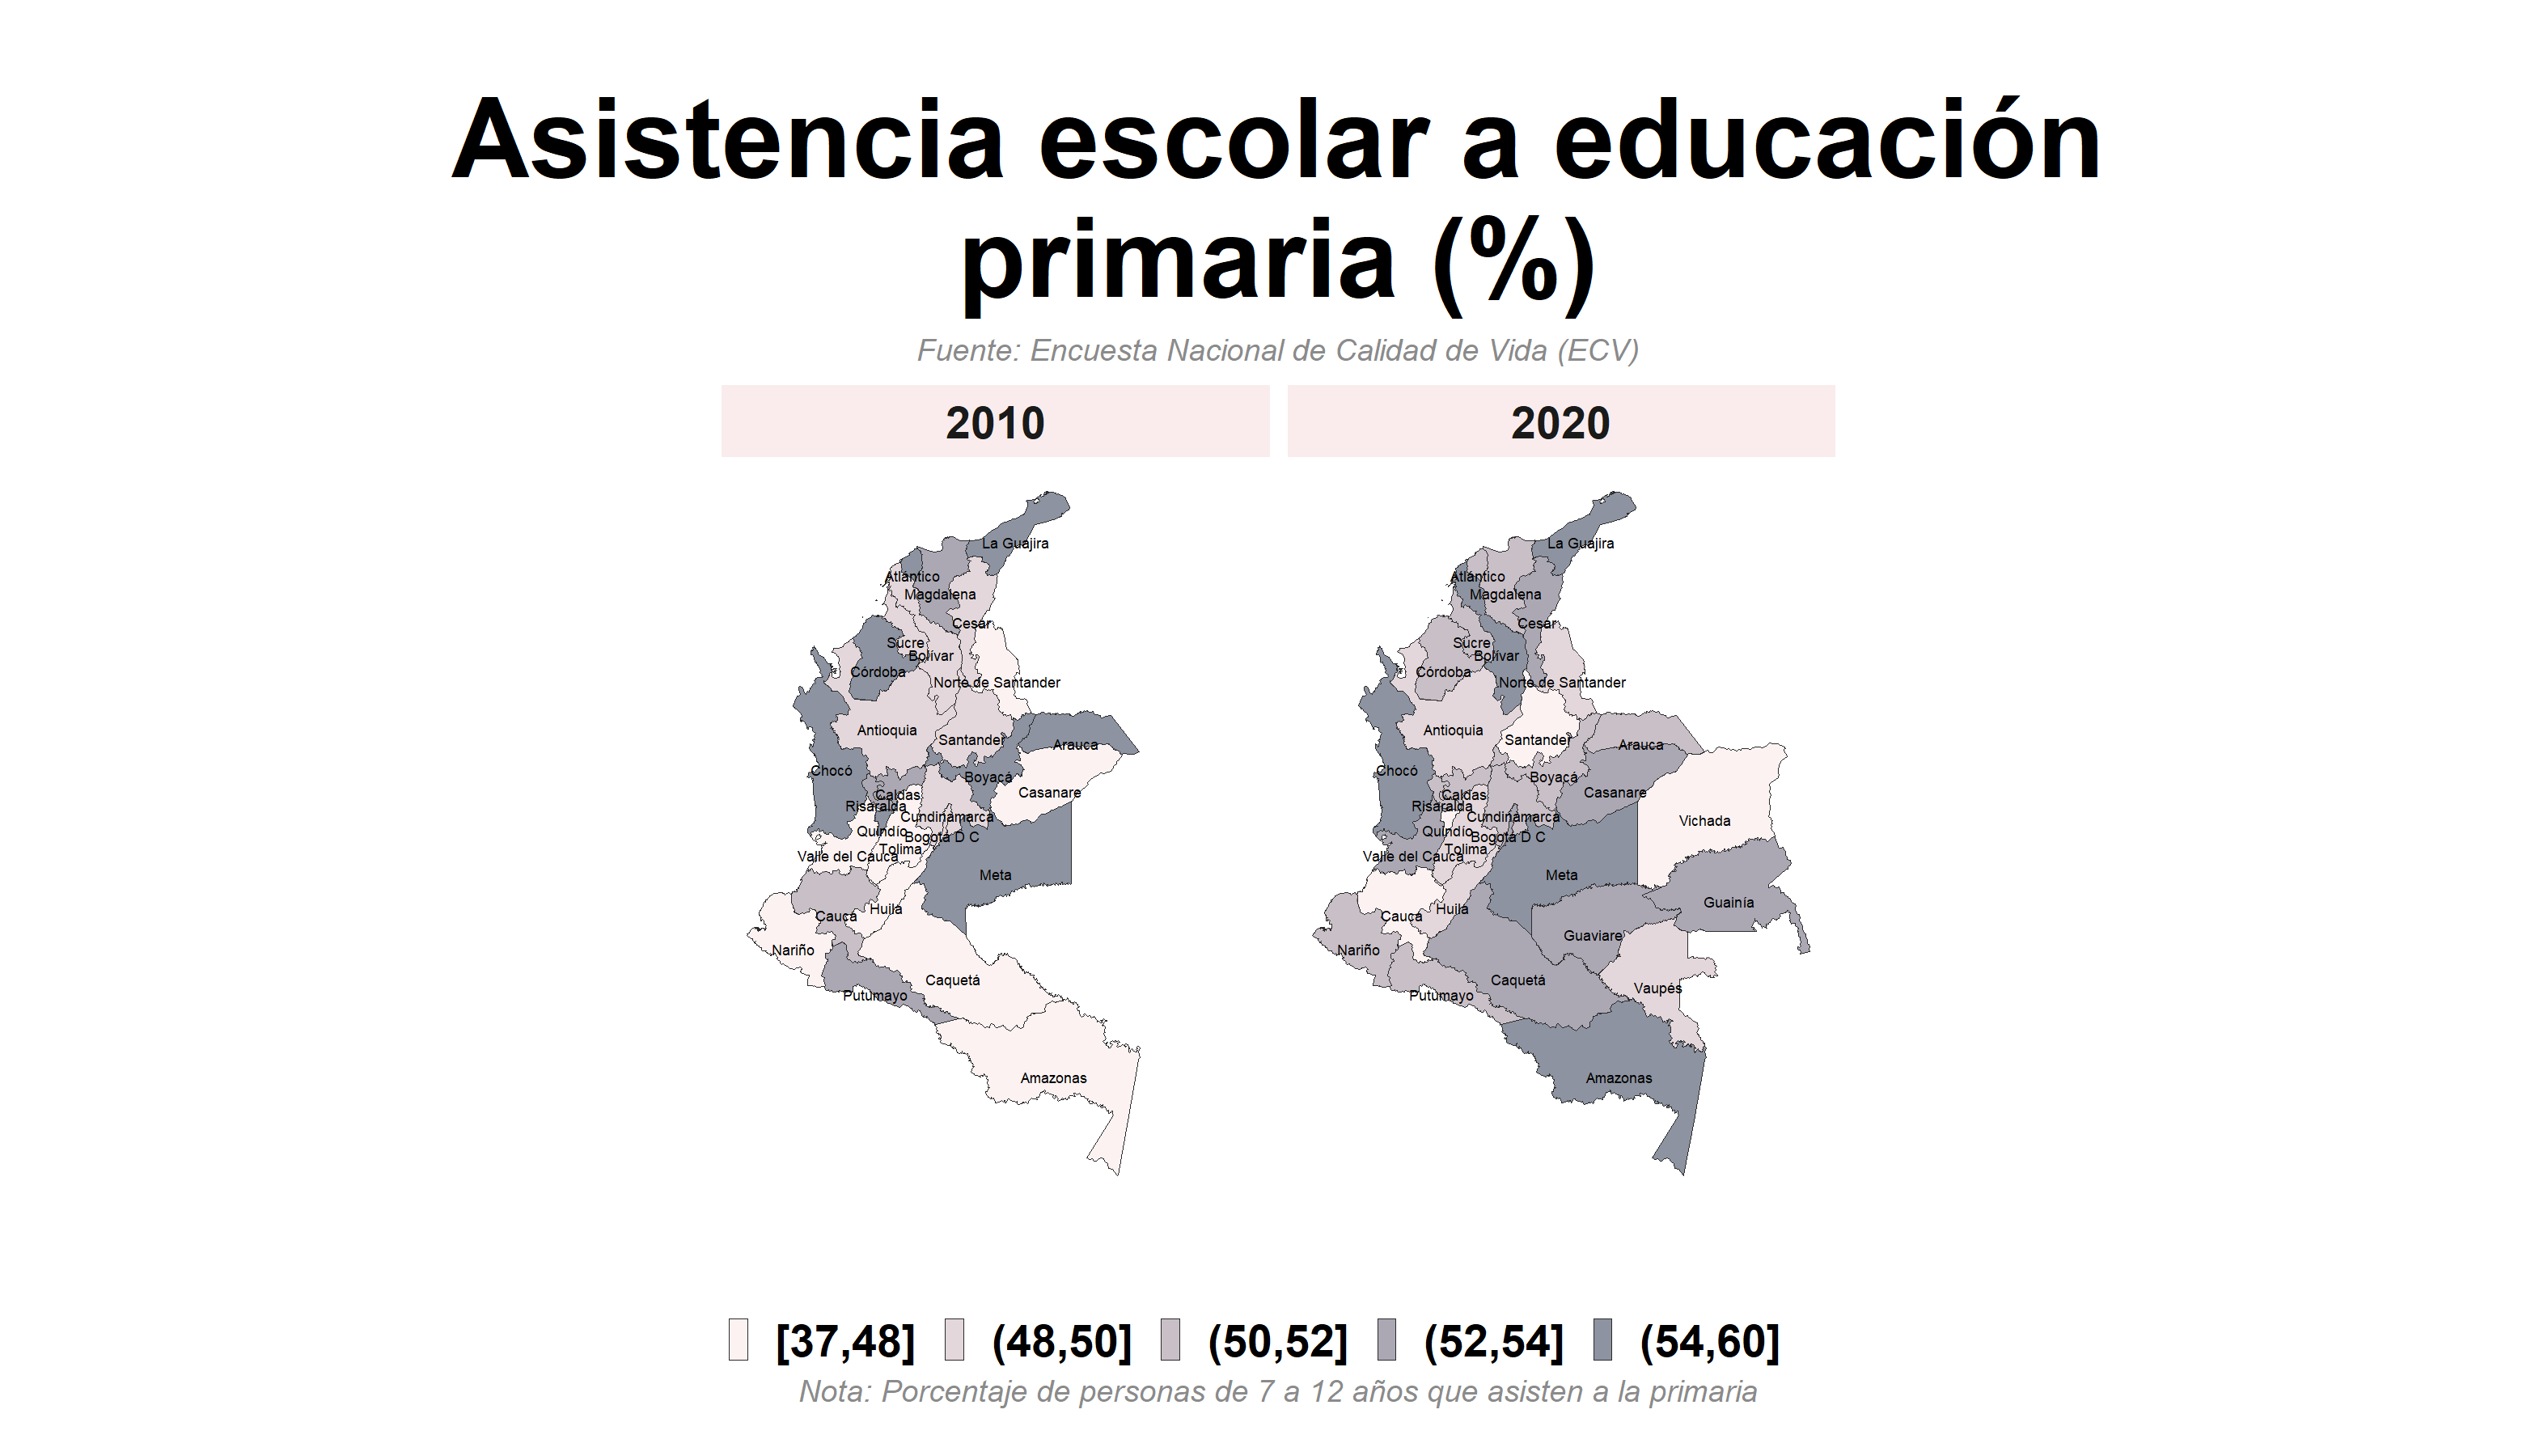 Asistencia escolar a educación
primaria (%)
Fuente: Encuesta Nacional de Calidad de Vida (ECV)
2010
La Guajira
Atlántico
Magdalena
Cesar
Sucre
Bolívar
Córdoba
Norte de Santander
Antioquia
Santander
Arauca
Chocó
Boyacá
Casanare
Caldas
Risaralda
Cundinamarca
Quindío
Bogotá D C
Tolima
Valle del Cauca
Meta
Huila
Cauca
Nariño
Caquetá
Putumayo
Amazonas
2020
La Guajira
Atlántico
Magdalena
Cesar
Sucre
Bolívar
Córdoba
Norte de Santander
Antioquia
Santander
Arauca
Chocó
Boyacá
Casanare
Caldas
Risaralda
Cundinamarca
Vichada
Quindío
Bogotá D C
Tolima
Valle del Cauca
Meta
Guainía
Huila
Cauca
Guaviare
Nariño
Caquetá
Vaupés
Putumayo
Amazonas
[37,48] (48,50] (50,52] (52,54] (54,60]
Nota: Porcentaje de personas de 7 a 12 años que asisten a la primaria